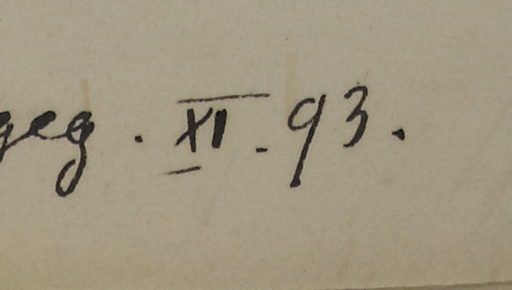 geg. XI. 93.